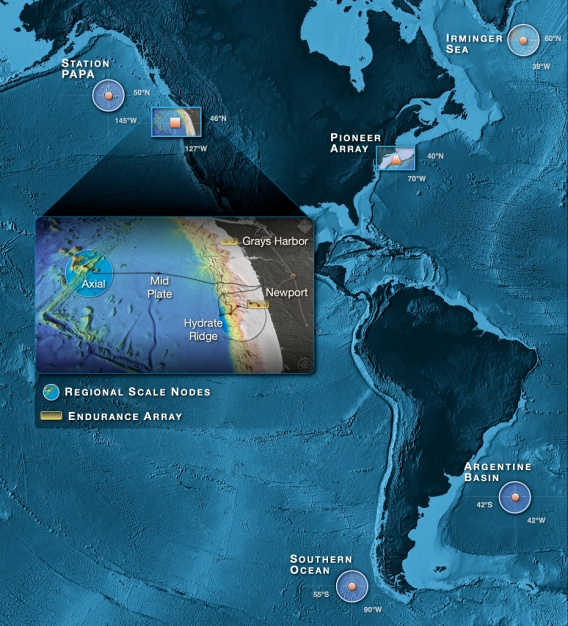 IRMINGER
SEA
60°N
39°W
STATION
PAPA
50°N
145°W
46°N
127°W
PIONEER
ARRAY
40°N
70°W
Grays Harbor
Axial
Mid
Plate
Newport
Hydrate
Ridge
REGIONAL SCALE NODES
ENDURANCE ARRAY
ARGENTINE
BASIN
42°S
42°W
SOUTHERN
OCEAN
55°S
90°W